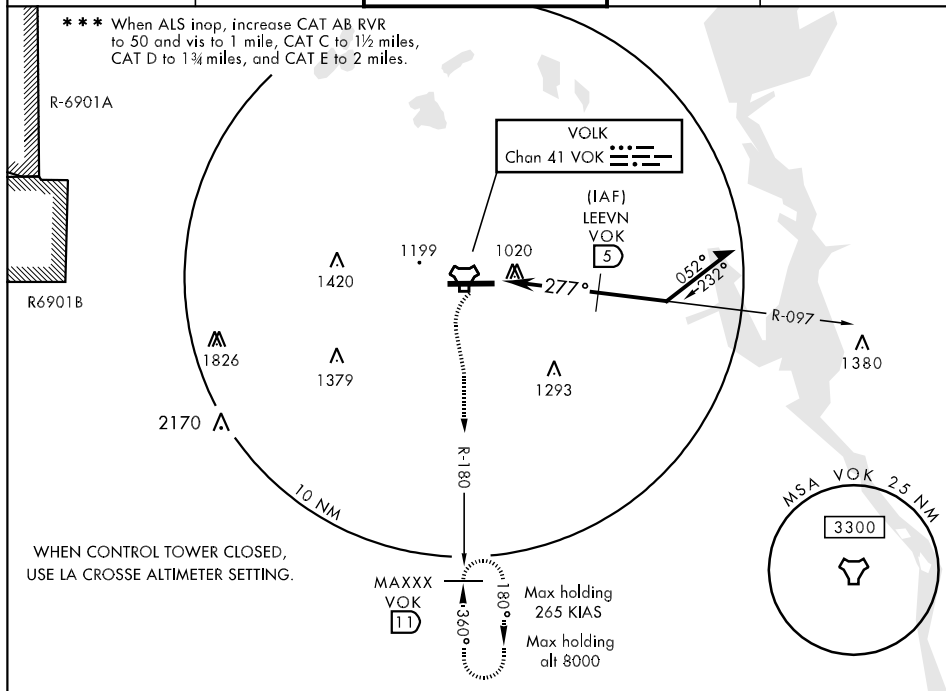 *** When ALS inop, increase CAT AB RVR
to 50 and vis to 1 mile, CAT C to 1½ miles,
CAT D to 1¾ miles, and CAT E to 2 miles.
R-6901A
R6901B
VOLK
Chan 41 VOK
(IAF)
LEEVN
VOK
5
1199
1020
1420
277°
052°
232°
R-097
1826
1379
1293
1380
2170
R-180
10 NM
MSA VOK 25 NM
3300
WHEN CONTROL TOWER CLOSED,
USE LA CROSSE ALTIMETER SETTING.
MAXXX
VOK
11
360°
180°
Max holding
265 KIAS
Max holding
alt 8000